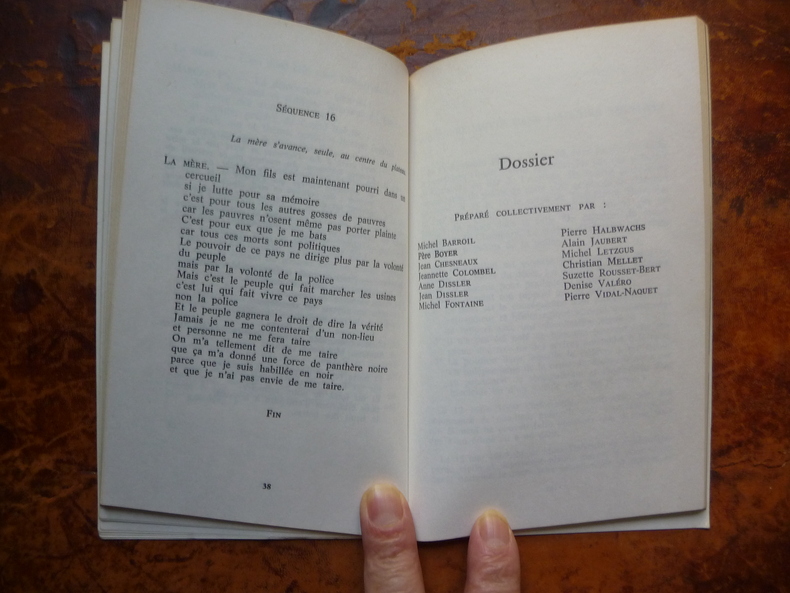 SÉQUENCE 16
La mère s'avance, seule, au centre du plateau.
LA MÈRE. — Mon fils est maintenant pourri dans un
cercueil
si je lutte pour sa mémoire
c'est pour tous les autres gosses de pauvres
car les pauvres n'osent même pas porter plainte
C'est pour eux que je me bats
car tous ces morts sont politiques
Le pouvoir de ce pays ne dirige plus par la volonté
du peuple
mais par la volonté de la police
Mais c'est le peuple qui fait marcher les usines
c'est lui qui fait vivre ce pays
non la police
Et le peuple gagnera le droit de dire la vérité
Jamais je ne me contenterai d'un non-lieu
et personne ne me fera taire
On m'a tellement dit de me taire
que ça m'a donné une force de panthère noire
parce que je suis habillée en noir
et que je n'ai pas envie de me taire.
FIN
38
Dossier
PRÉPARÉ COLLECTIVEMENT PAR :
Michel BARROIL
Père BOYER
Jean CHESNEAUX
Jeannette COLOMBEL
Anne DISSLER
Jean DISSLER
Michel FONTAINE
Pierre HALBWACHS
Alain JAUBERT
Michel LETZGUS
Christian MELLET
Suzette ROUSSET-BERT
Denise VALÉRO
Pierre VIDAL-NAQUET